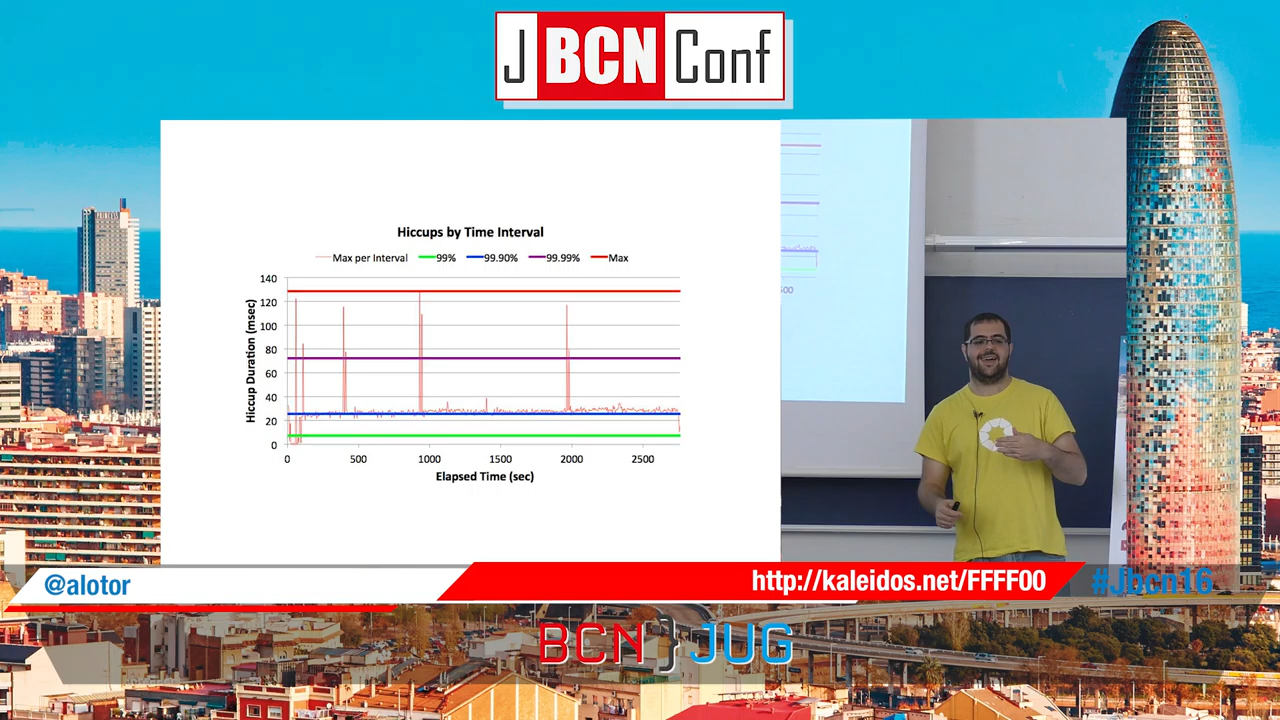 J BCN Conf
Hiccups by Time Interval
Max per Interval 99% 99.90% 99.99% Max
Hiccup Duration (msec)
140
120
100
80
60
40
20
0
0 500 1000 1500 2000 2500
Elapsed Time (sec)
@alotor
http://kaleidos.net/FFFF00
#Jbcn16
BCN JUG